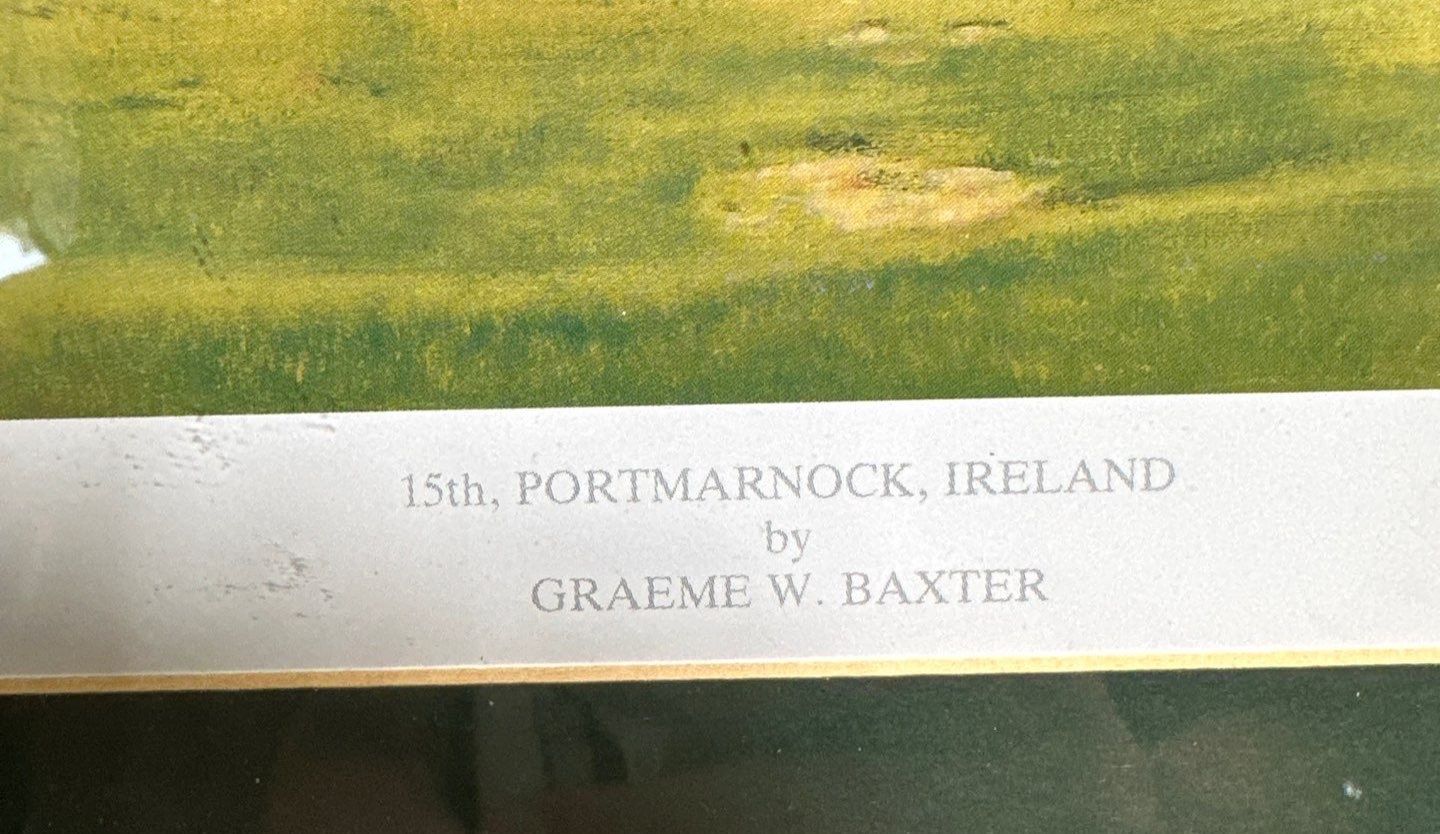 15th, PORTMARNOCK, IRELAND
by
GRAEME W. BAXTER